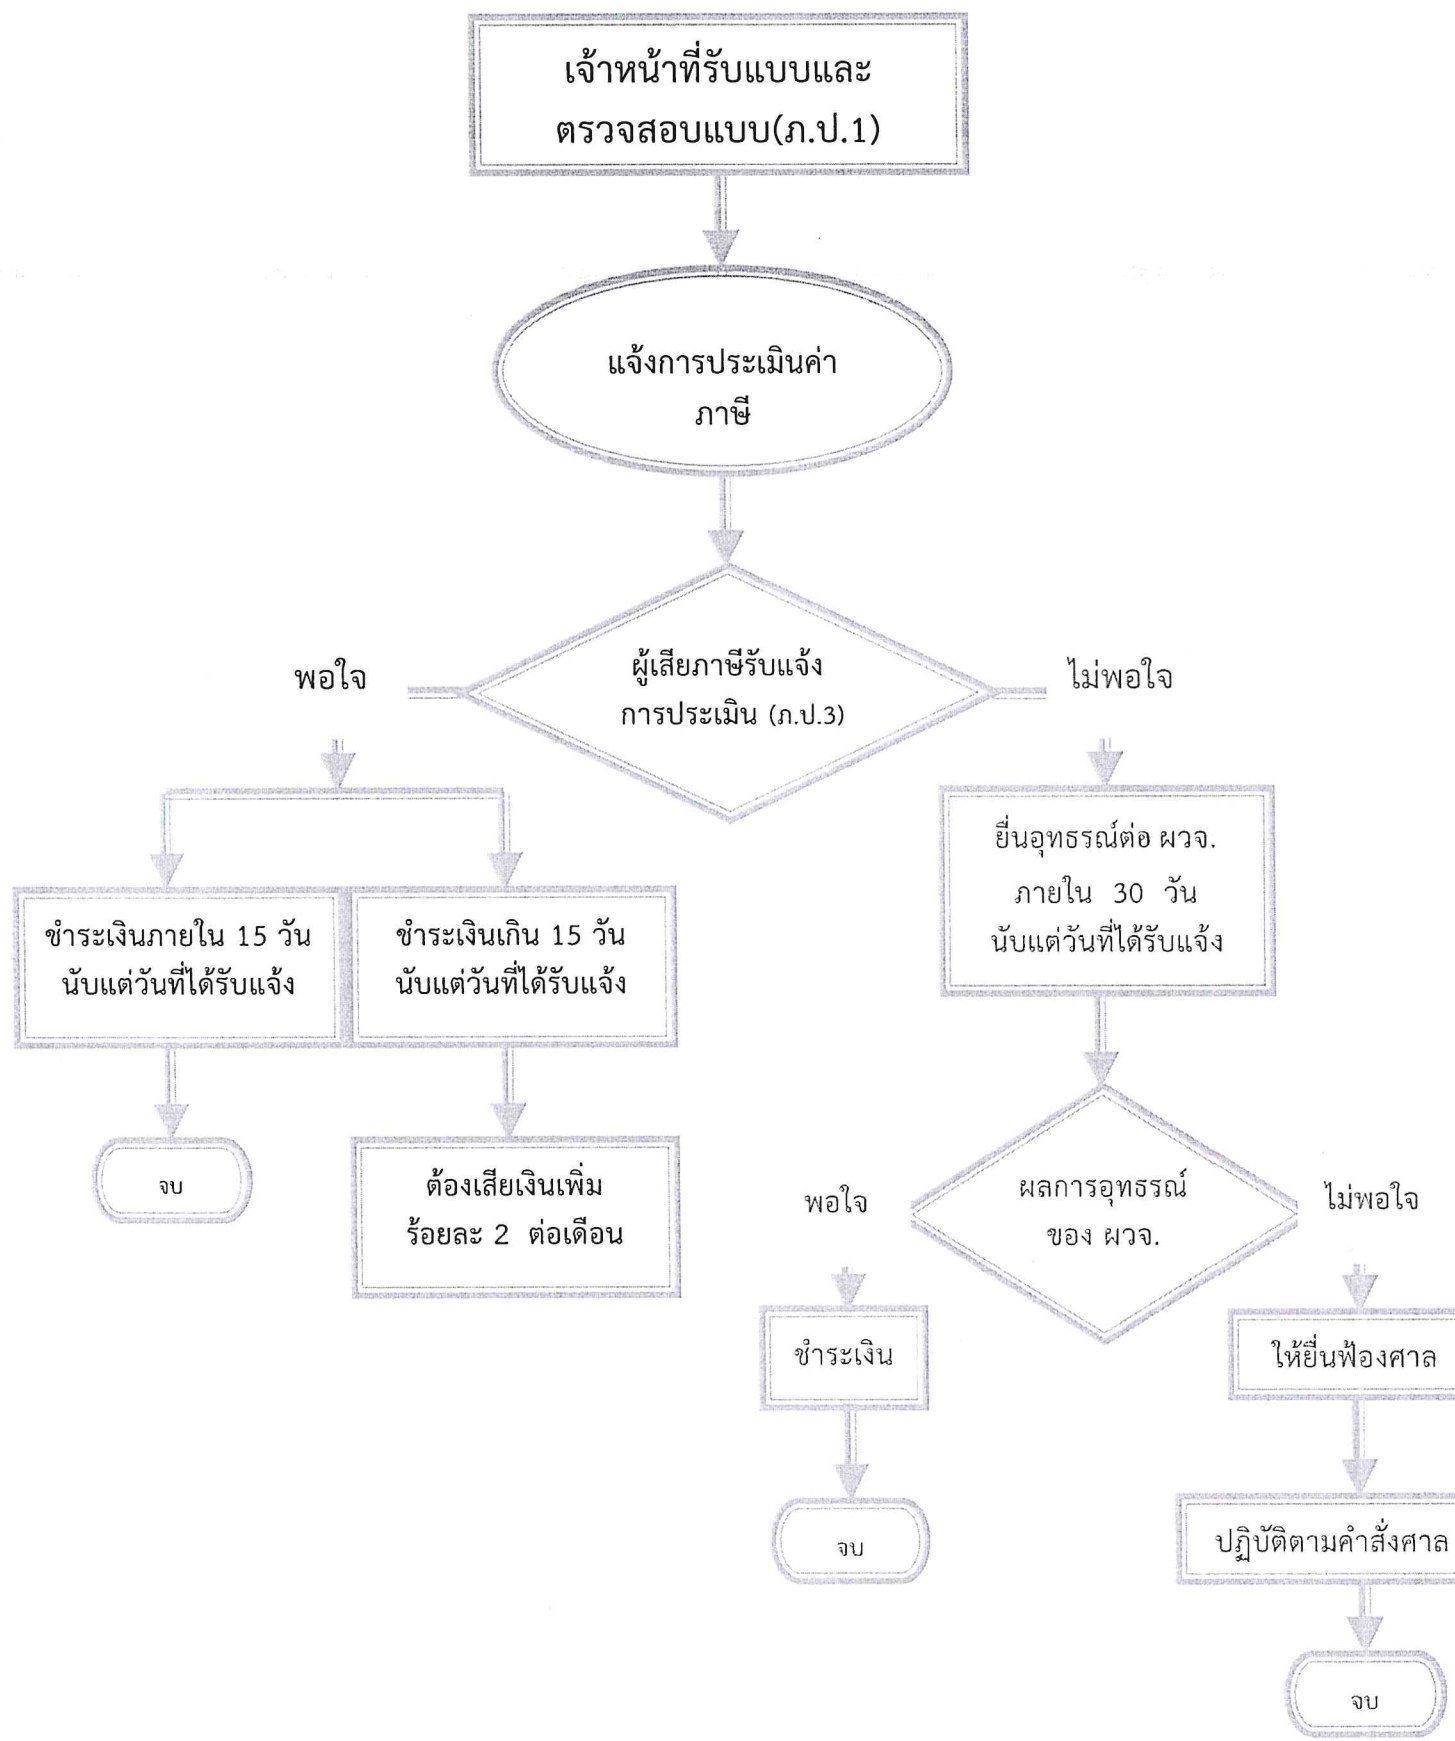 เจ้าหน้าที่รับแบบและ
ตรวจสอบแบบ(ภ.ป.1)
แจ้งการประเมินค่า
ภาษี
ผู้เสียภาษีรับแจ้ง
การประเมิน (ภ.ป.3)
พอใจ
ไม่พอใจ
ชำระเงินภายใน 15 วัน
นับแต่วันที่ได้รับแจ้ง
ชำระเงินเกิน 15 วัน
นับแต่วันที่ได้รับแจ้ง
ยื่นอุทธรณ์ต่อ ผวจ.
ภายใน 30 วัน
นับแต่วันที่ได้รับแจ้ง
จบ
ต้องเสียเงินเพิ่ม
ร้อยละ 2 ต่อเดือน
ผลการอุทธรณ์
ของ ผวจ.
พอใจ
ไม่พอใจ
ชำระเงิน
ให้ยื่นฟ้องศาล
จบ
ปฏิบัติตามคำสั่งศาล
จบ